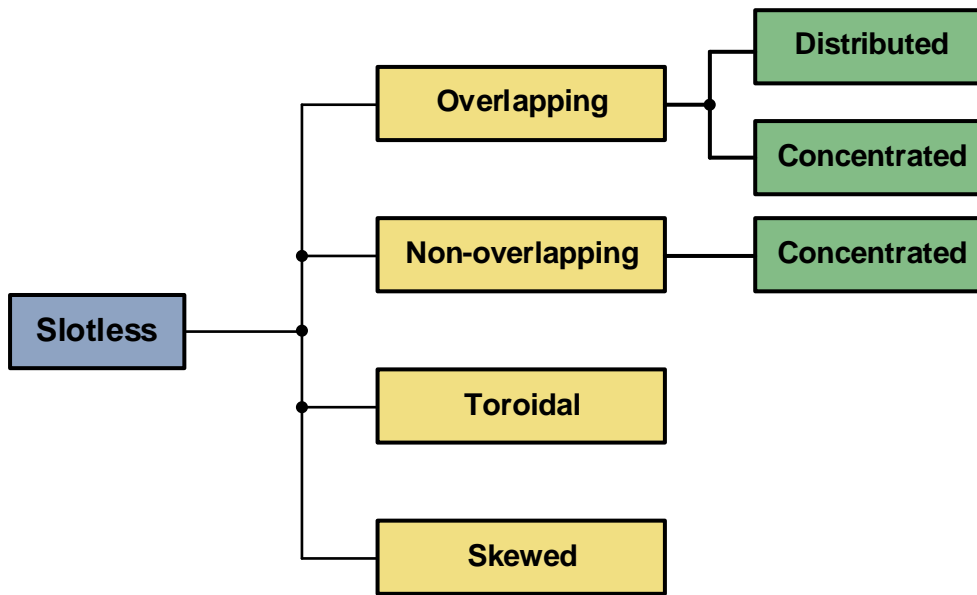 Distributed
Overlapping
Concentrated
Non-overlapping
Concentrated
Slotless
Toroidal
Skewed